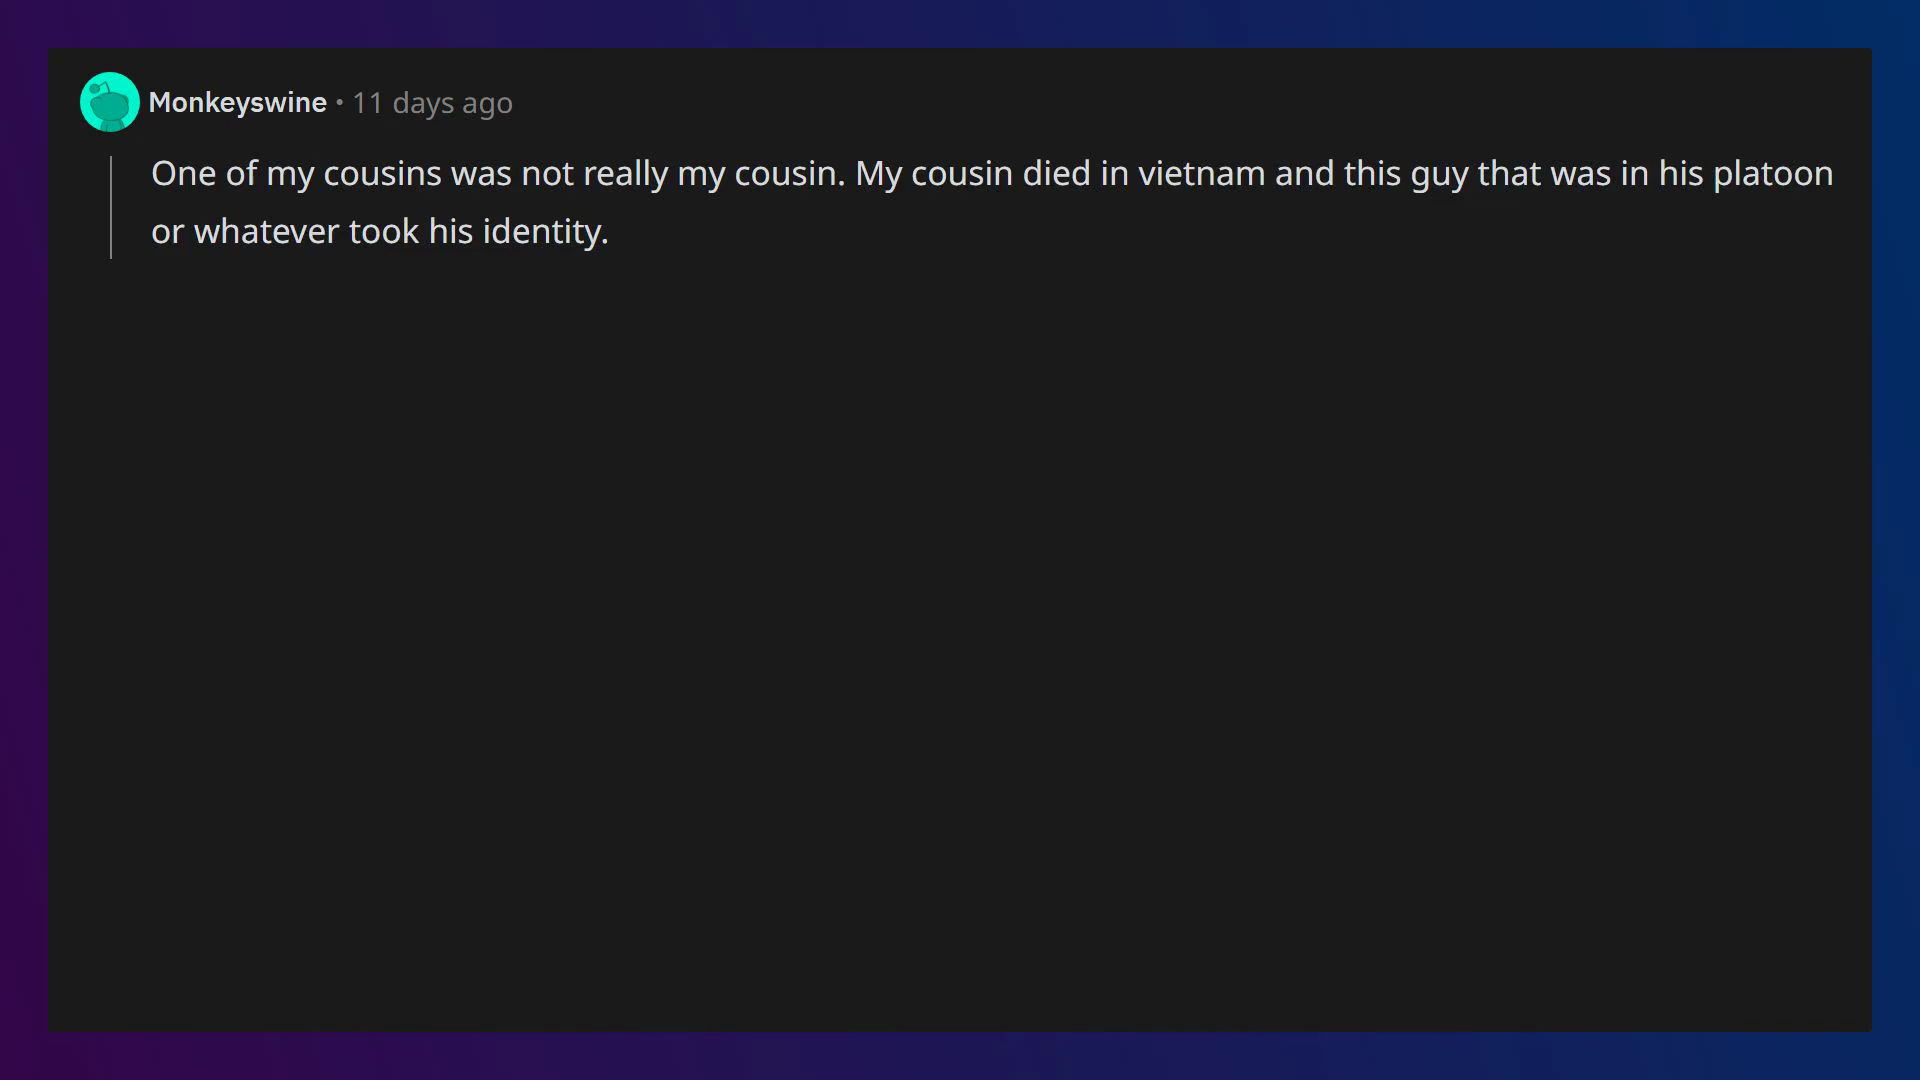 Monkeyswine • 11 days ago
One of my cousins was not really my cousin. My cousin died in vietnam and this guy that was in his platoon
or whatever took his identity.